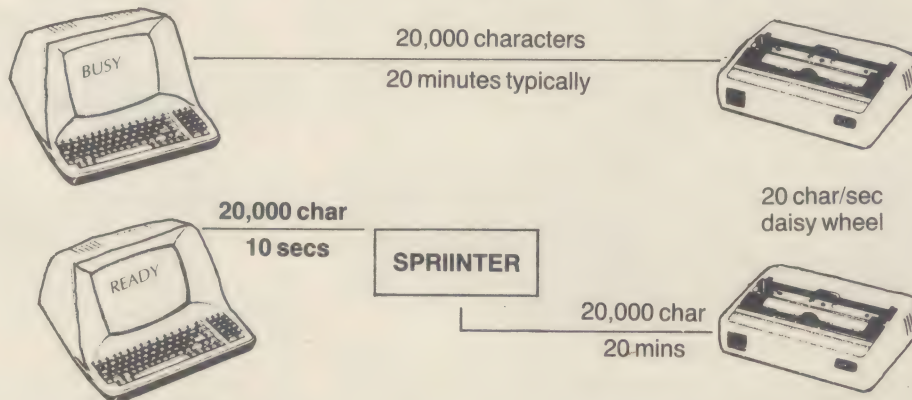 BUSY
20,000 characters
20 minutes typically
20 char/sec
daisy wheel
20,000 char
10 secs
READY
SPRIINTER
20,000 char
20 mins